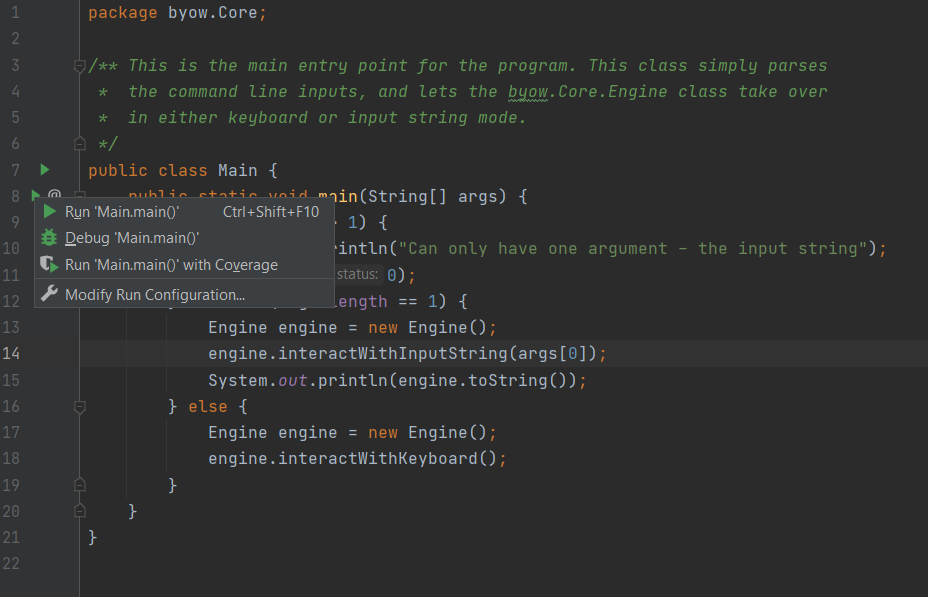 1 package byow.Core;
2
3 /** This is the main entry point for the program. This class simply parses
4 * the command line inputs, and lets the byow.Core.Engine class take over
5 * in either keyboard or input string mode.
6 */
7 public class Main {
8 @ public static void main(String[] args) {
Run 'Main.main()' Ctrl+Shift+F10
9 1) {
Debug 'Main.main()'
10 rintln("Can only have one argument - the input string");
Run 'Main.main()' with Coverage
11 status: 0);
Modify Run Configuration...
12 length == 1) {
13 Engine engine = new Engine();
14 engine.interactWithInputString(args[0]);
15 System.out.println(engine.toString());
16 } else {
17 Engine engine = new Engine();
18 engine.interactWithKeyboard();
19 }
20 }
21 }
22